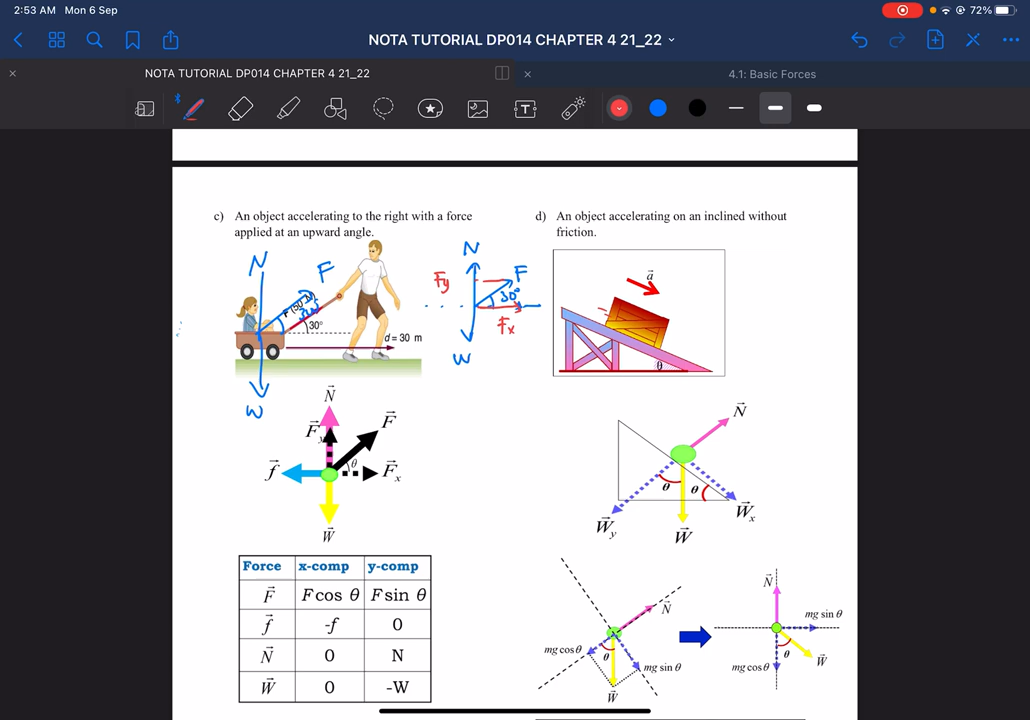 2:53 AM Mon 6 Sep
72%
NOTA TUTORIAL DP014 CHAPTER 4 21_22
NOTA TUTORIAL DP014 CHAPTER 4 21_22
4.1: Basic Forces
c) An object accelerating to the right with a force
applied at an upward angle.
N
F
30°
d = 30 m
W
N
Fy
F
30°
Fx
W
N
F
Fy
f
θ
Fx
W
Force x-comp y-comp
F F cos θ F sin θ
f -f 0
N 0 N
W 0 -W
d) An object accelerating on an inclined without
friction.
a
θ
N
θ
θ
Wy
W
Wx
N
mg cos θ
θ
mg sin θ
W
N
mg sin θ
θ
mg cos θ
W